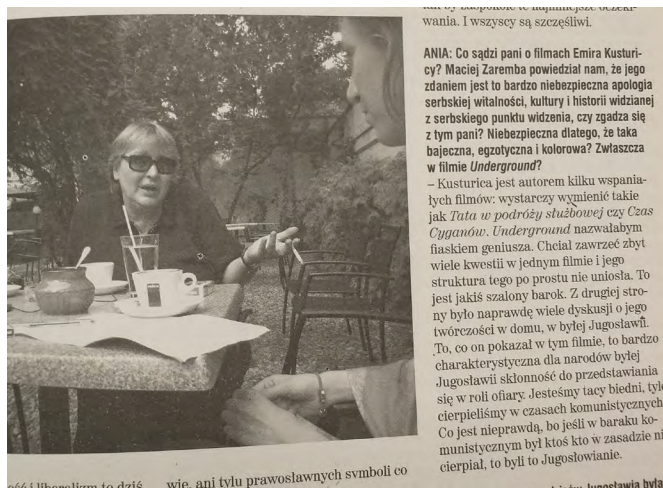 wania. I wszyscy są szczęśliwi.
ANIA: Co sądzi pani o filmach Emira Kusturi-
cy? Maciej Zaremba powiedział nam, że jego
zdaniem jest to bardzo niebezpieczna apologia
serbskiej witalności, kultury i historii widzianej
z serbskiego punktu widzenia, czy zgadza się
z tym pani? Niebezpieczna dlatego, że taka
bajeczna, egzotyczna i kolorowa? Zwłaszcza
w filmie Underground?
– Kusturica jest autorem kilku wspania-
łych filmów: wystarczy wymienić takie
jak Tata w podróży służbowej czy Czas
Cyganów. Underground nazwałabym
fiaskiem geniusza. Chciał zawrzeć zbyt
wiele kwestii w jednym filmie i jego
struktura tego po prostu nie uniosła. To
jest jakiś szalony barok. Z drugiej stro-
ny było naprawdę wiele dyskusji o jego
twórczości w domu, w byłej Jugosławii.
To, co on pokazał w tym filmie, to bardzo
charakterystyczna dla narodów byłej
Jugosławii skłonność do przedstawiania
się w roli ofiary. Jesteśmy tacy biedni, tyle
cierpieliśmy w czasach komunistycznych
Co jest nieprawdą, bo jeśli w baraku ko-
munistycznym był ktoś kto w zasadzie ni
cierpiał, to byli to Jugosłowianie.
i liberalizm to dziś
wie, ani tylu prawosławnych symboli co
Jugosławia była